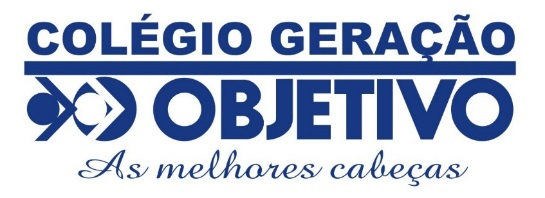 COLÉGIO GERAÇÃO
OBJETIVO
As melhores cabeças